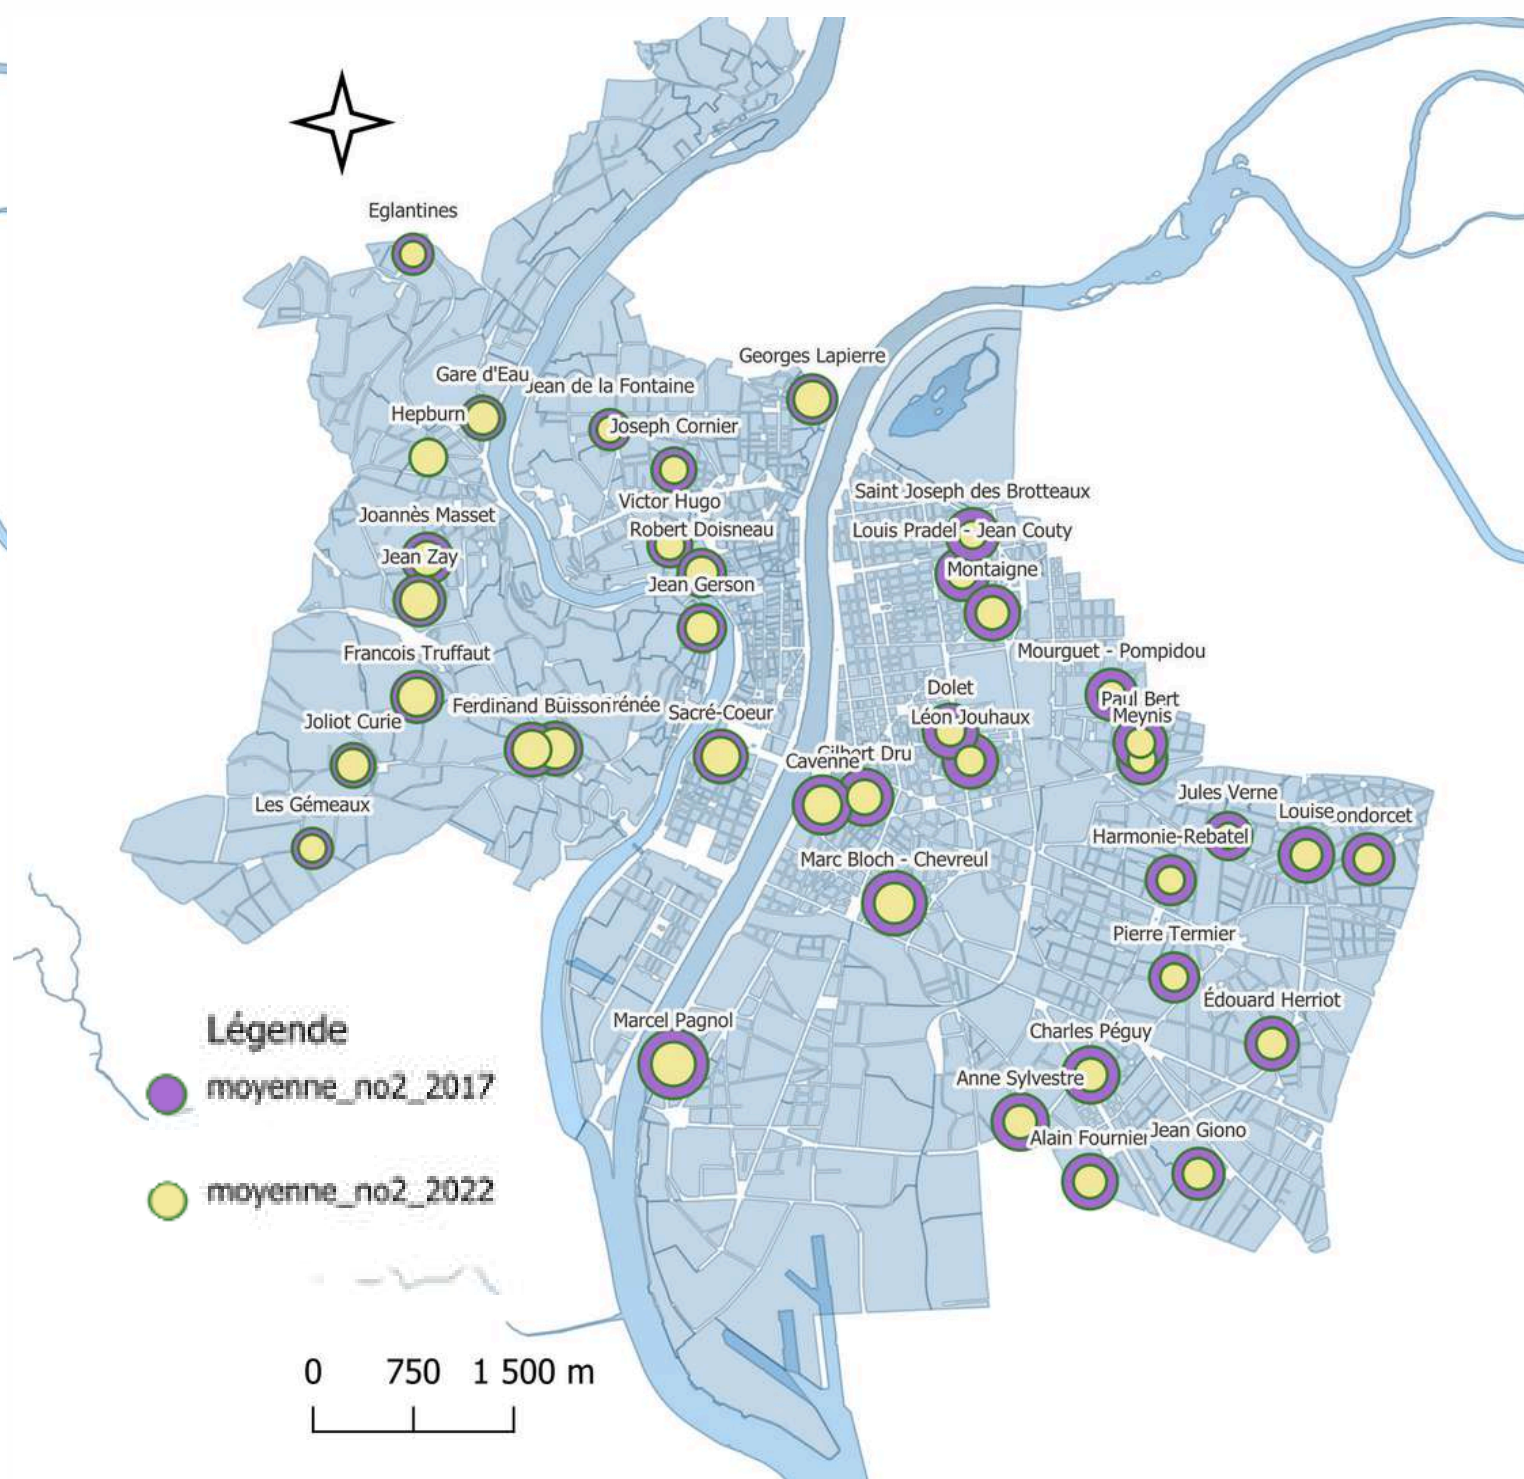 Eglantines
Georges Lapierre
Gare d'Eau
Jean de la Fontaine
Hepburn
Joseph Cornier
Saint Joseph des Brotteaux
Victor Hugo
Joannès Masset
Robert Doisneau
Louis Pradel - Jean Couty
Jean Zay
Montaigne
Jean Gerson
Francois Truffaut
Mourguet - Pompidou
Dolet
Paul Bert
Ferdinand Buisson
Sacré-Coeur
Léon Jouhaux
Meynis
Joliot Curie
Cavenne
Gilbert Dru
Jules Verne
Les Gémeaux
Louise
ondorcet
Harmonie-Rebatel
Marc Bloch - Chevreul
Pierre Termier
Édouard Herriot
Marcel Pagnol
Charles Péguy
Légende
moyenne_no2_2017
Anne Sylvestre
Alain Fournier
Jean Giono
moyenne_no2_2022
0 750 1 500 m